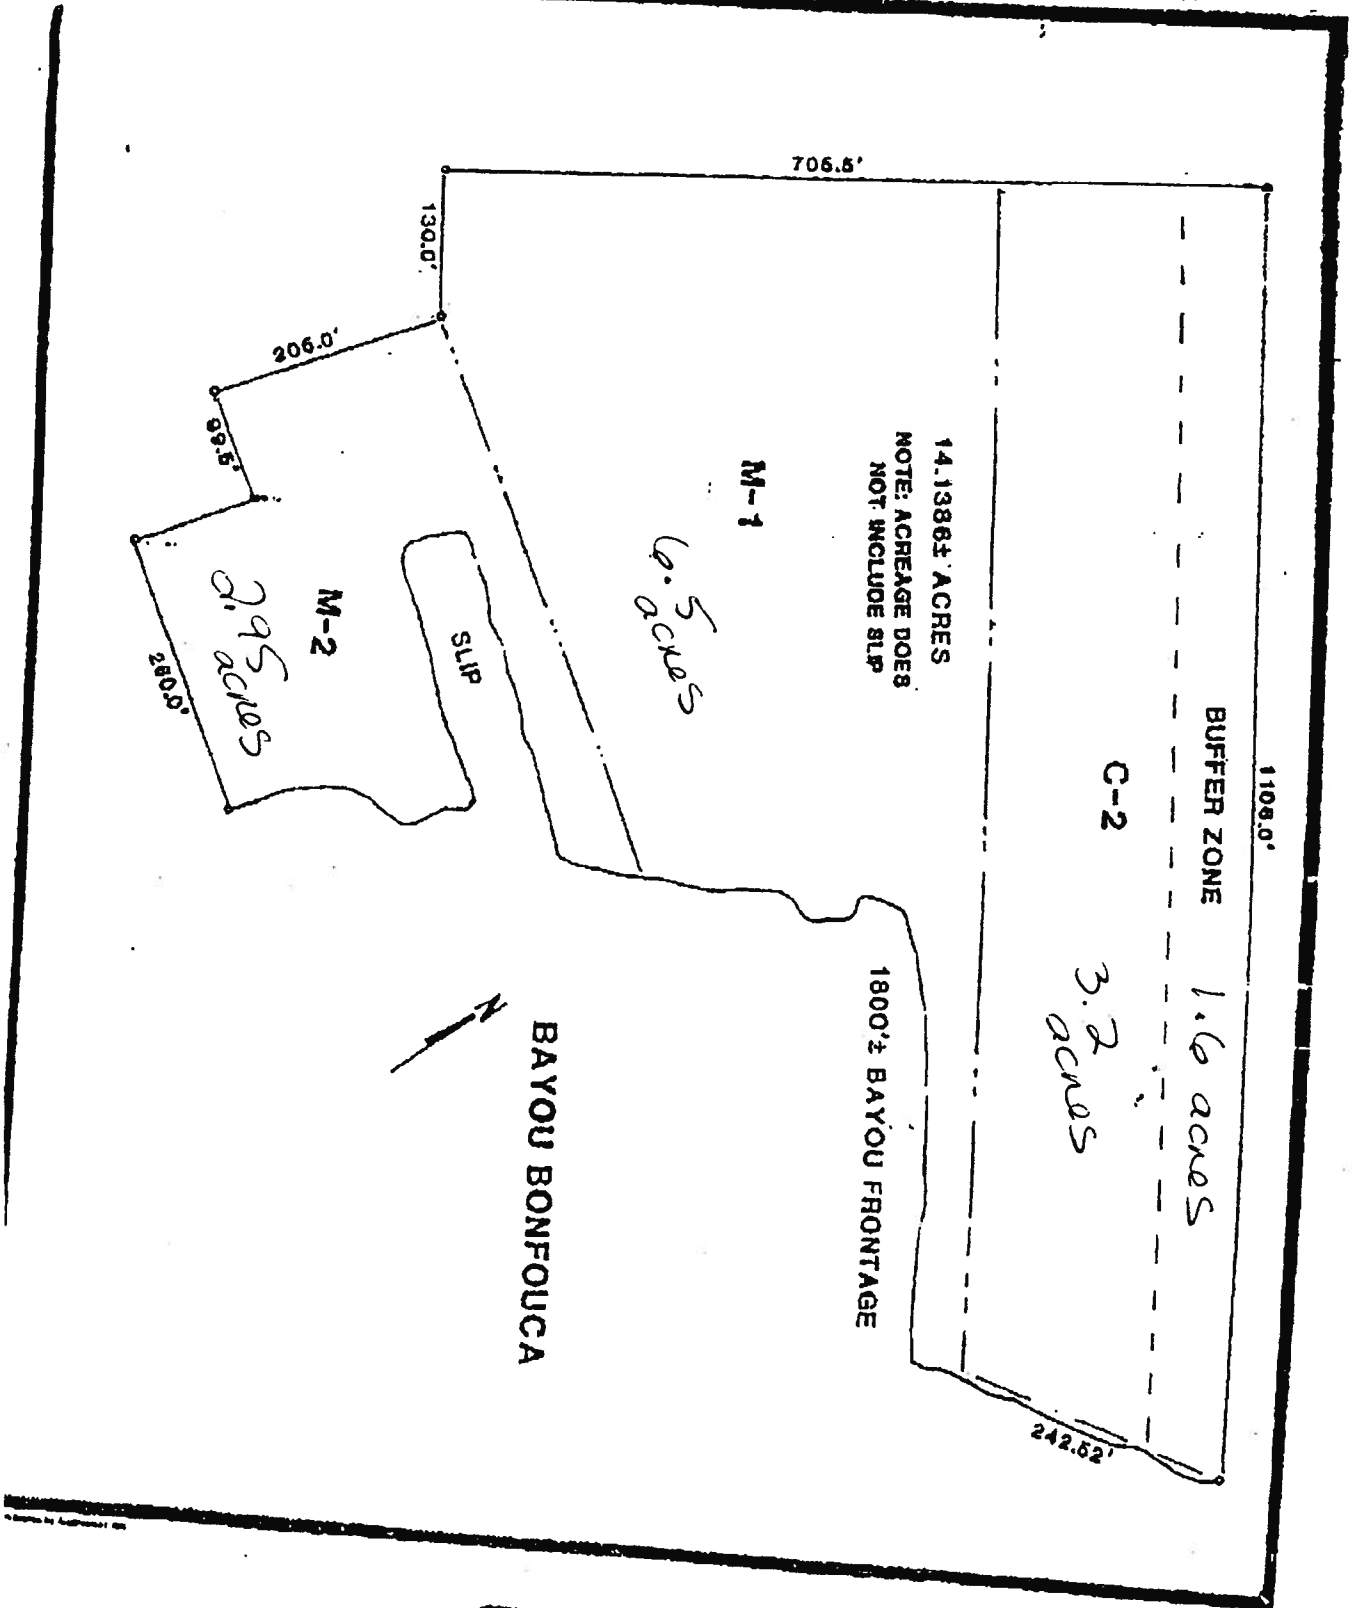 1108.0'
BUFFER ZONE 1.6 acres
C-2
3.2
acres
706.5'
14.1386± ACRES
NOTE: ACREAGE DOES
NOT INCLUDE SLIP
M-1
6.5
acres
1800'± BAYOU FRONTAGE
242.52'
130.0'
206.0'
99.5'
SLIP
M-2
2.95
acres
280.0'
N
BAYOU BONFOUCA